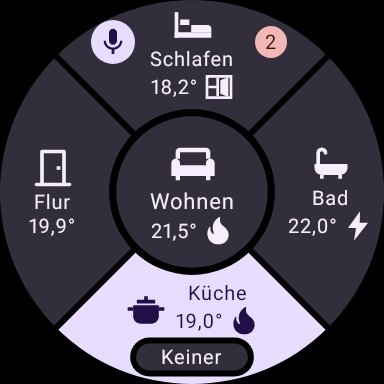 2
Schlafen
18,2°
Flur
19,9°
Wohnen
21,5°
Bad
22,0°
Küche
19,0°
Keiner